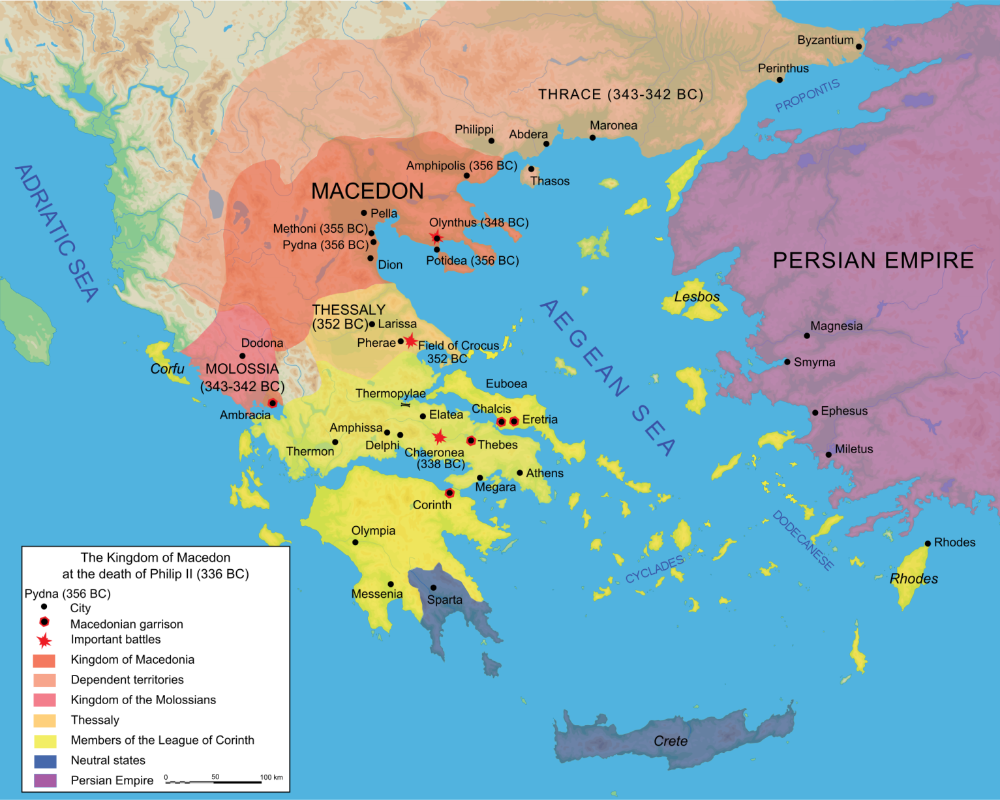 Byzantium
Perinthus
PROPONTIS
THRACE (343-342 BC)
Philippi
Abdera
Maronea
Amphipolis (356 BC)
Thasos
ADRIATIC SEA
MACEDON
Pella
Olynthus (348 BC)
Methoni (355 BC)
Pydna (356 BC)
Potidea (356 BC)
Dion
PERSIAN EMPIRE
Lesbos
THESSALY
(352 BC)
Larissa
Pherae
Field of Crocus
352 BC
AEGEAN SEA
Magnesia
Smyrna
Dodona
Corfu
MOLOSSIA
(343-342 BC)
Ambracia
Euboea
Thermopylae
Chalcis
Elatea
Eretria
Ephesus
Amphissa
Delphi
Thermon
Chaeronea
(338 BC)
Thebes
Miletus
Athens
Megara
Corinth
DODECANESE
Olympia
Rhodes
CYCLADES
Rhodes
Messenia
Sparta
Crete
The Kingdom of Macedon
at the death of Philip II (336 BC)
Pydna (356 BC)
City
Macedonian garrison
Important battles
Kingdom of Macedonia
Dependent territories
Kingdom of the Molossians
Thessaly
Members of the League of Corinth
Neutral states
Persian Empire
0 50 100 km